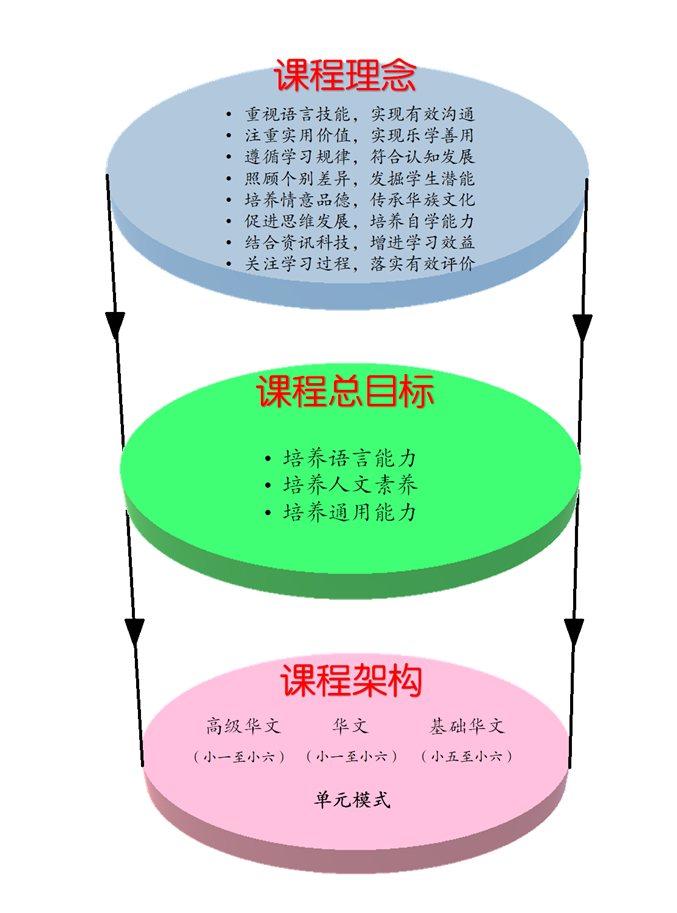 课程理念
• 重视语言技能，实现有效沟通
• 注重实用价值，实现乐学善用
• 遵循学习规律，符合认知发展
• 照顾个别差异，发掘学生潜能
• 培养情意品德，传承华族文化
• 促进思维发展，培养自学能力
• 结合资讯科技，增进学习效益
• 关注学习过程，落实有效评价
课程总目标
• 培养语言能力
• 培养人文素养
• 培养通用能力
课程架构
高级华文 华文 基础华文
（小一至小六） （小一至小六） （小五至小六）
单元模式